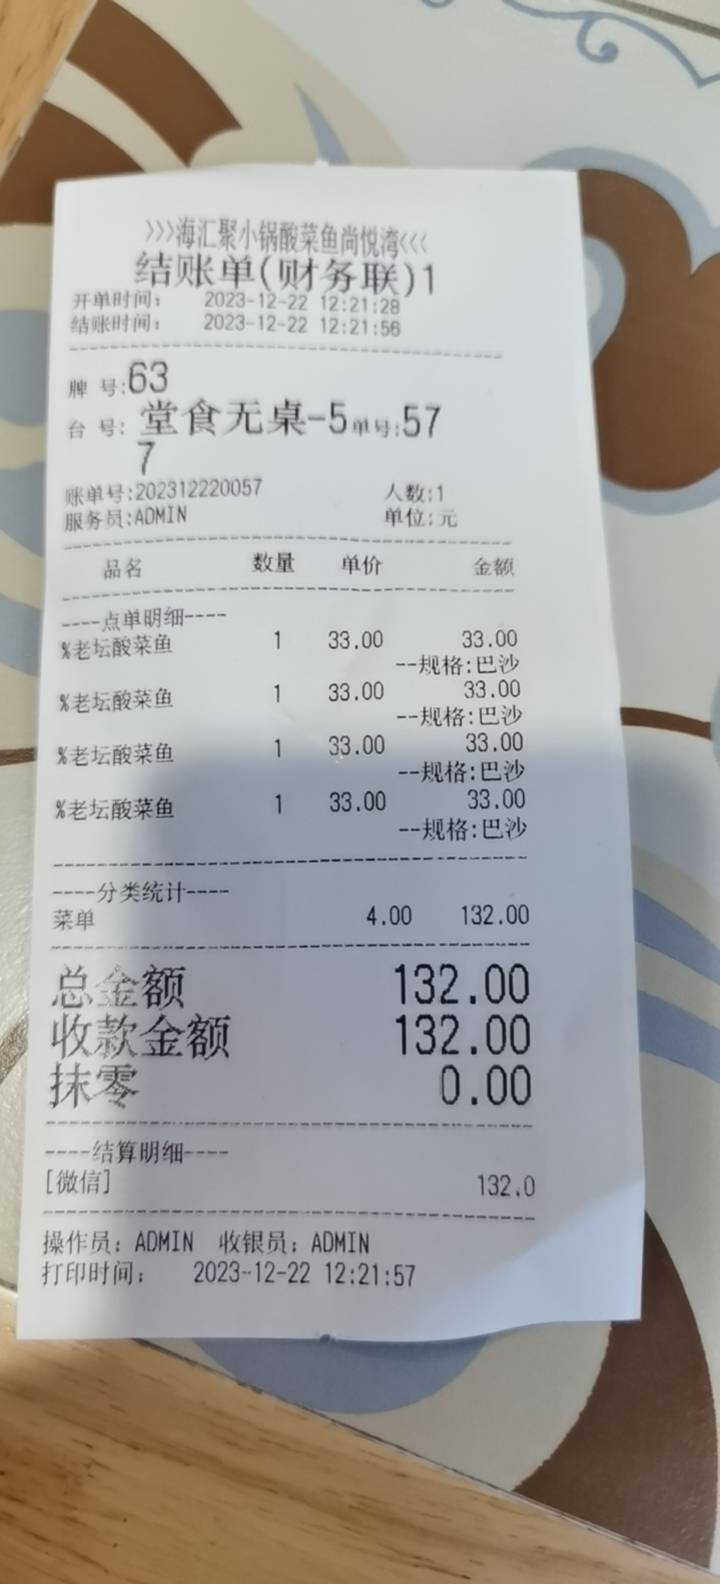 >>>海汇聚小锅酸菜鱼尚悦湾<<<
结账单(财务联)1
开单时间： 2023-12-22 12:21:28
结账时间： 2023-12-22 12:21:56
牌 号:63
台 号: 堂食无桌-5单号:57
7
账单号:202312220057 人数:1
服务员:ADMIN 单位:元
品名 数量 单价 金额
----点单明细----
%老坛酸菜鱼 1 33.00 33.00
--规格:巴沙
%老坛酸菜鱼 1 33.00 33.00
--规格:巴沙
%老坛酸菜鱼 1 33.00 33.00
--规格:巴沙
%老坛酸菜鱼 1 33.00 33.00
--规格:巴沙
----分类统计----
菜单 4.00 132.00
总金额 132.00
收款金额 132.00
抹零 0.00
----结算明细----
[微信] 132.0
操作员：ADMIN 收银员：ADMIN
打印时间： 2023-12-22 12:21:57